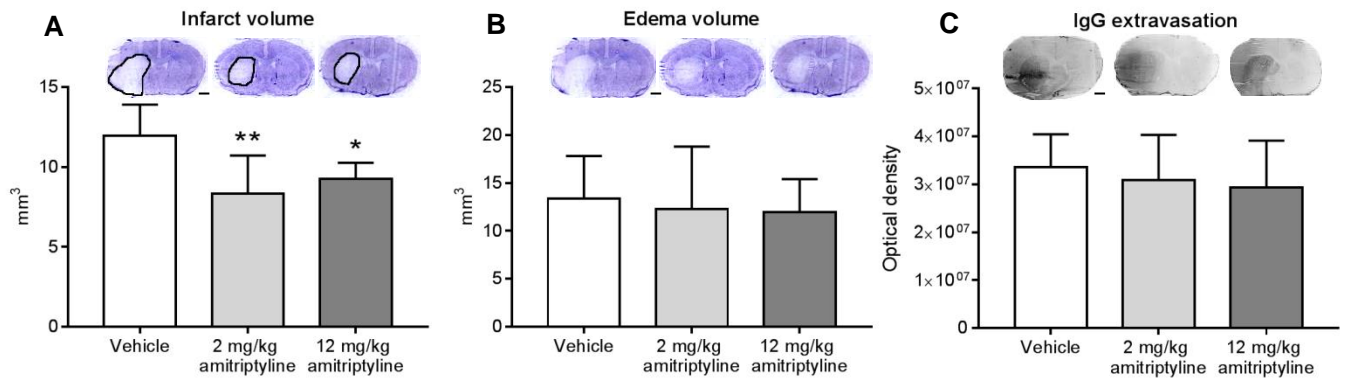 A
Infarct volume
15
10
5
0
mm3
**
*
Vehicle
2 mg/kg
amitriptyline
12 mg/kg
amitriptyline
B
Edema volume
25
20
15
10
5
0
mm3
Vehicle
2 mg/kg
amitriptyline
12 mg/kg
amitriptyline
C
IgG extravasation
5×10⁰⁷
4×10⁰⁷
3×10⁰⁷
2×10⁰⁷
1×10⁰⁷
0
Optical density
Vehicle
2 mg/kg
amitriptyline
12 mg/kg
amitriptyline